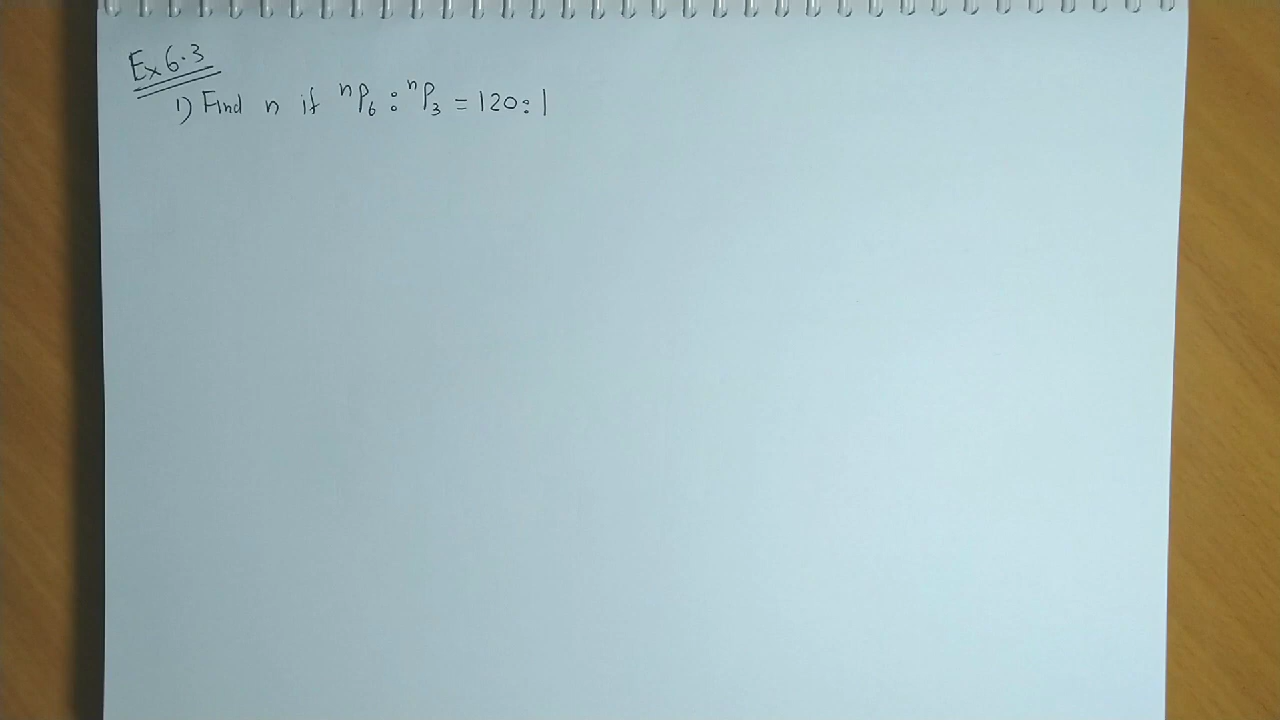 Ex 6.3
1) Find n if ⁿP₆ : ⁿP₃ = 120 : 1